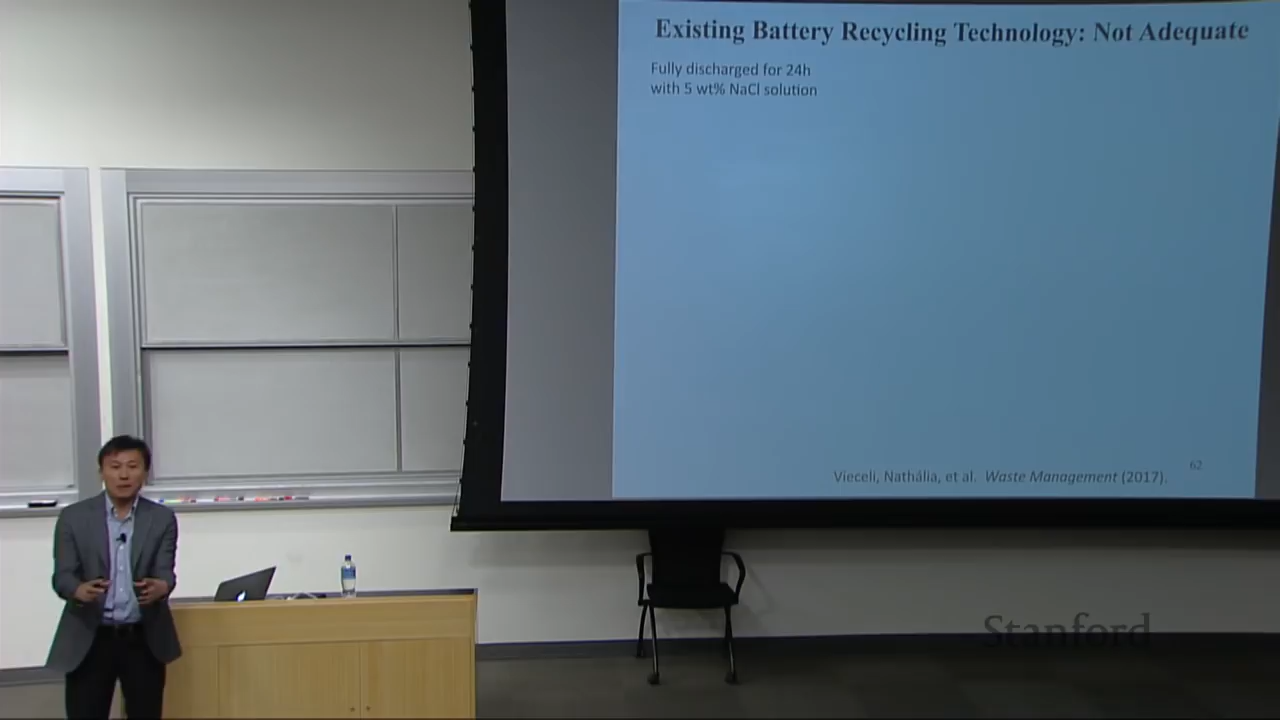 Existing Battery Recycling Technology: Not Adequate
Fully discharged for 24h
with 5 wt% NaCl solution
62
Vieceli, Nathália, et al. Waste Management (2017).
Stanford